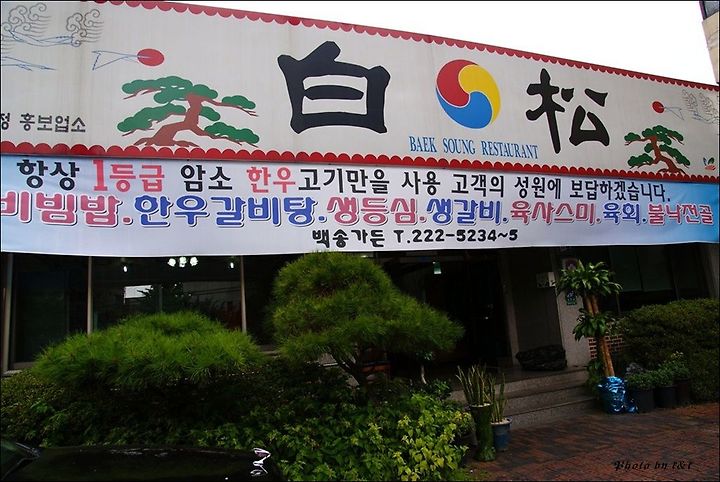 白松
BAEK SOUNG RESTAURANT
정 홍보업소
항상 1등급 암소 한우고기만을 사용 고객의 성원에 보답하겠습니다.
비빔밥.한우갈비탕.생등심.생갈비.육사스미.육회.불낙전골
백송가든 T.222-5234~5
Photo bn t&t